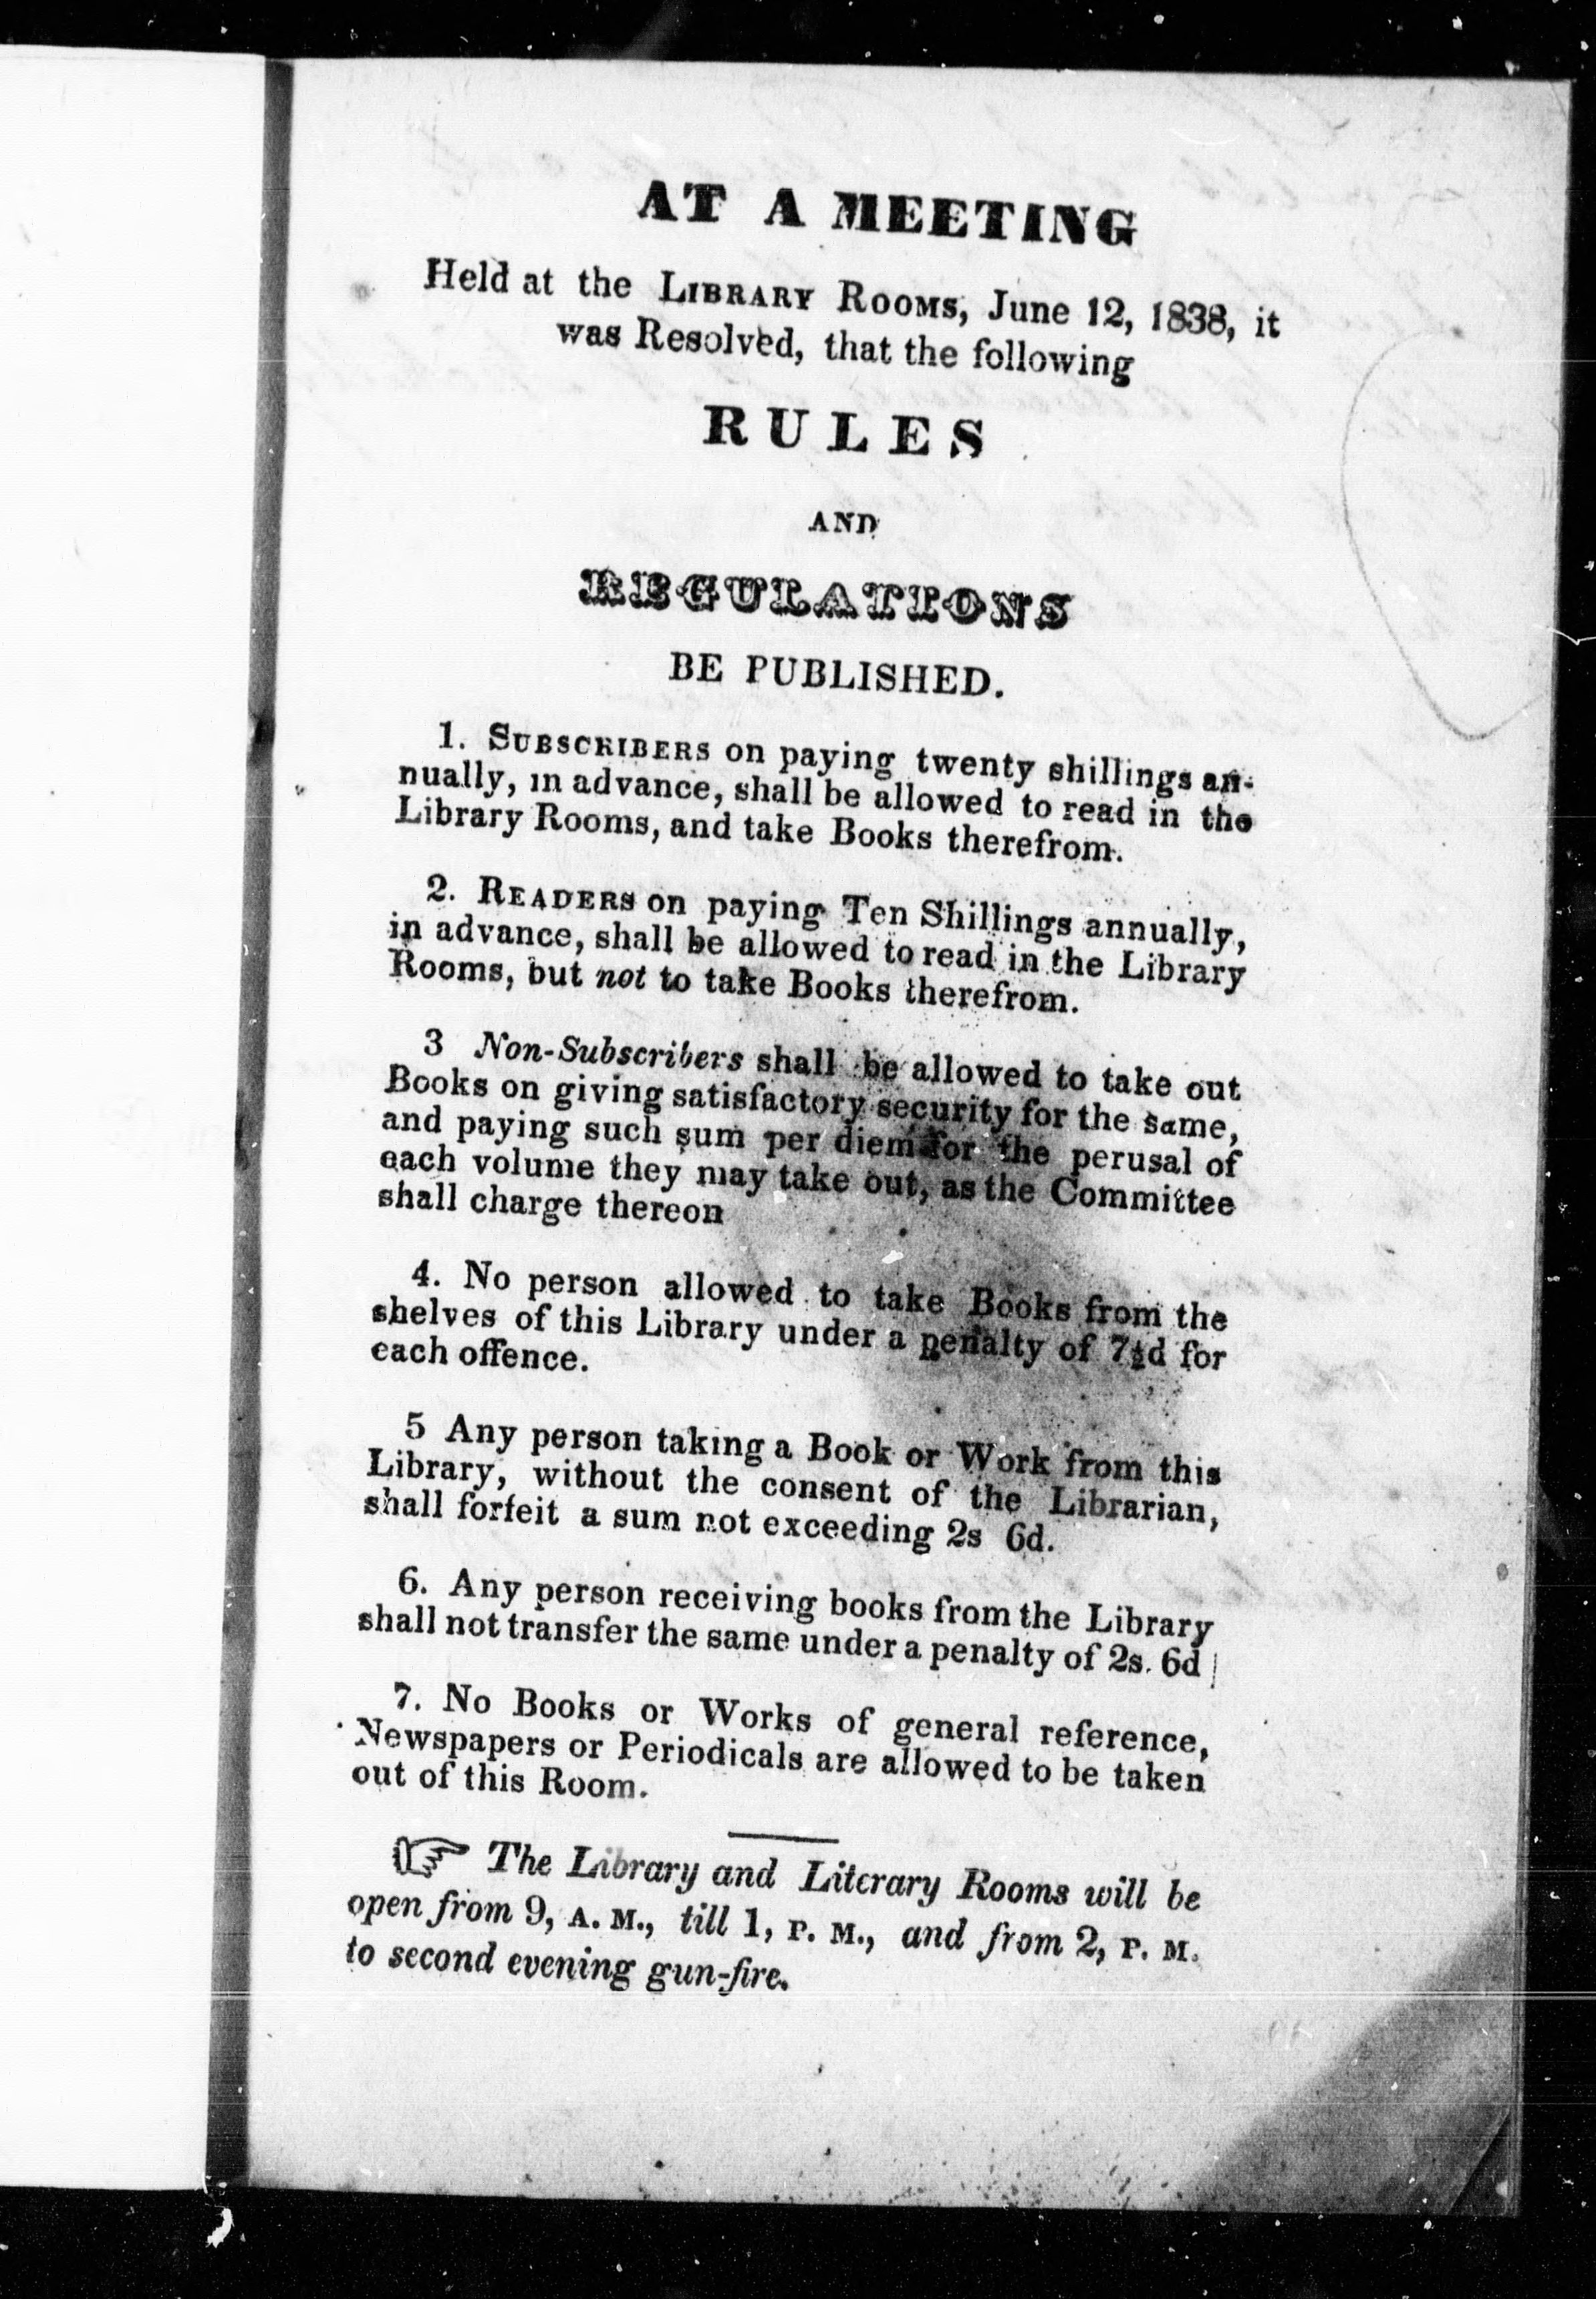 AT A MEETING
Held at the LIBRARY ROOMS, June 12, 1838, it
was Resolved, that the following
RULES
AND
REGULATIONS
BE PUBLISHED.
1. SUBSCRIBERS on paying twenty shillings an-
nually, in advance, shall be allowed to read in the
Library Rooms, and take Books therefrom.
2. READERS on paying Ten Shillings annually,
in advance, shall be allowed to read in the Library
Rooms, but not to take Books therefrom.
3 Non-Subscribers shall be allowed to take out
Books on giving satisfactory security for the same,
and paying such sum per diem for the perusal of
each volume they may take out, as the Committee
shall charge thereon
4. No person allowed to take Books from the
shelves of this Library under a penalty of 7½d for
each offence.
5 Any person taking a Book or Work from this
Library, without the consent of the Librarian,
shall forfeit a sum not exceeding 2s 6d.
6. Any person receiving books from the Library
shall not transfer the same under a penalty of 2s. 6d
7. No Books or Works of general reference,
Newspapers or Periodicals are allowed to be taken
out of this Room.
☞ The Library and Literary Rooms will be
open from 9, A. M., till 1, P. M., and from 2, P. M.
to second evening gun-fire.